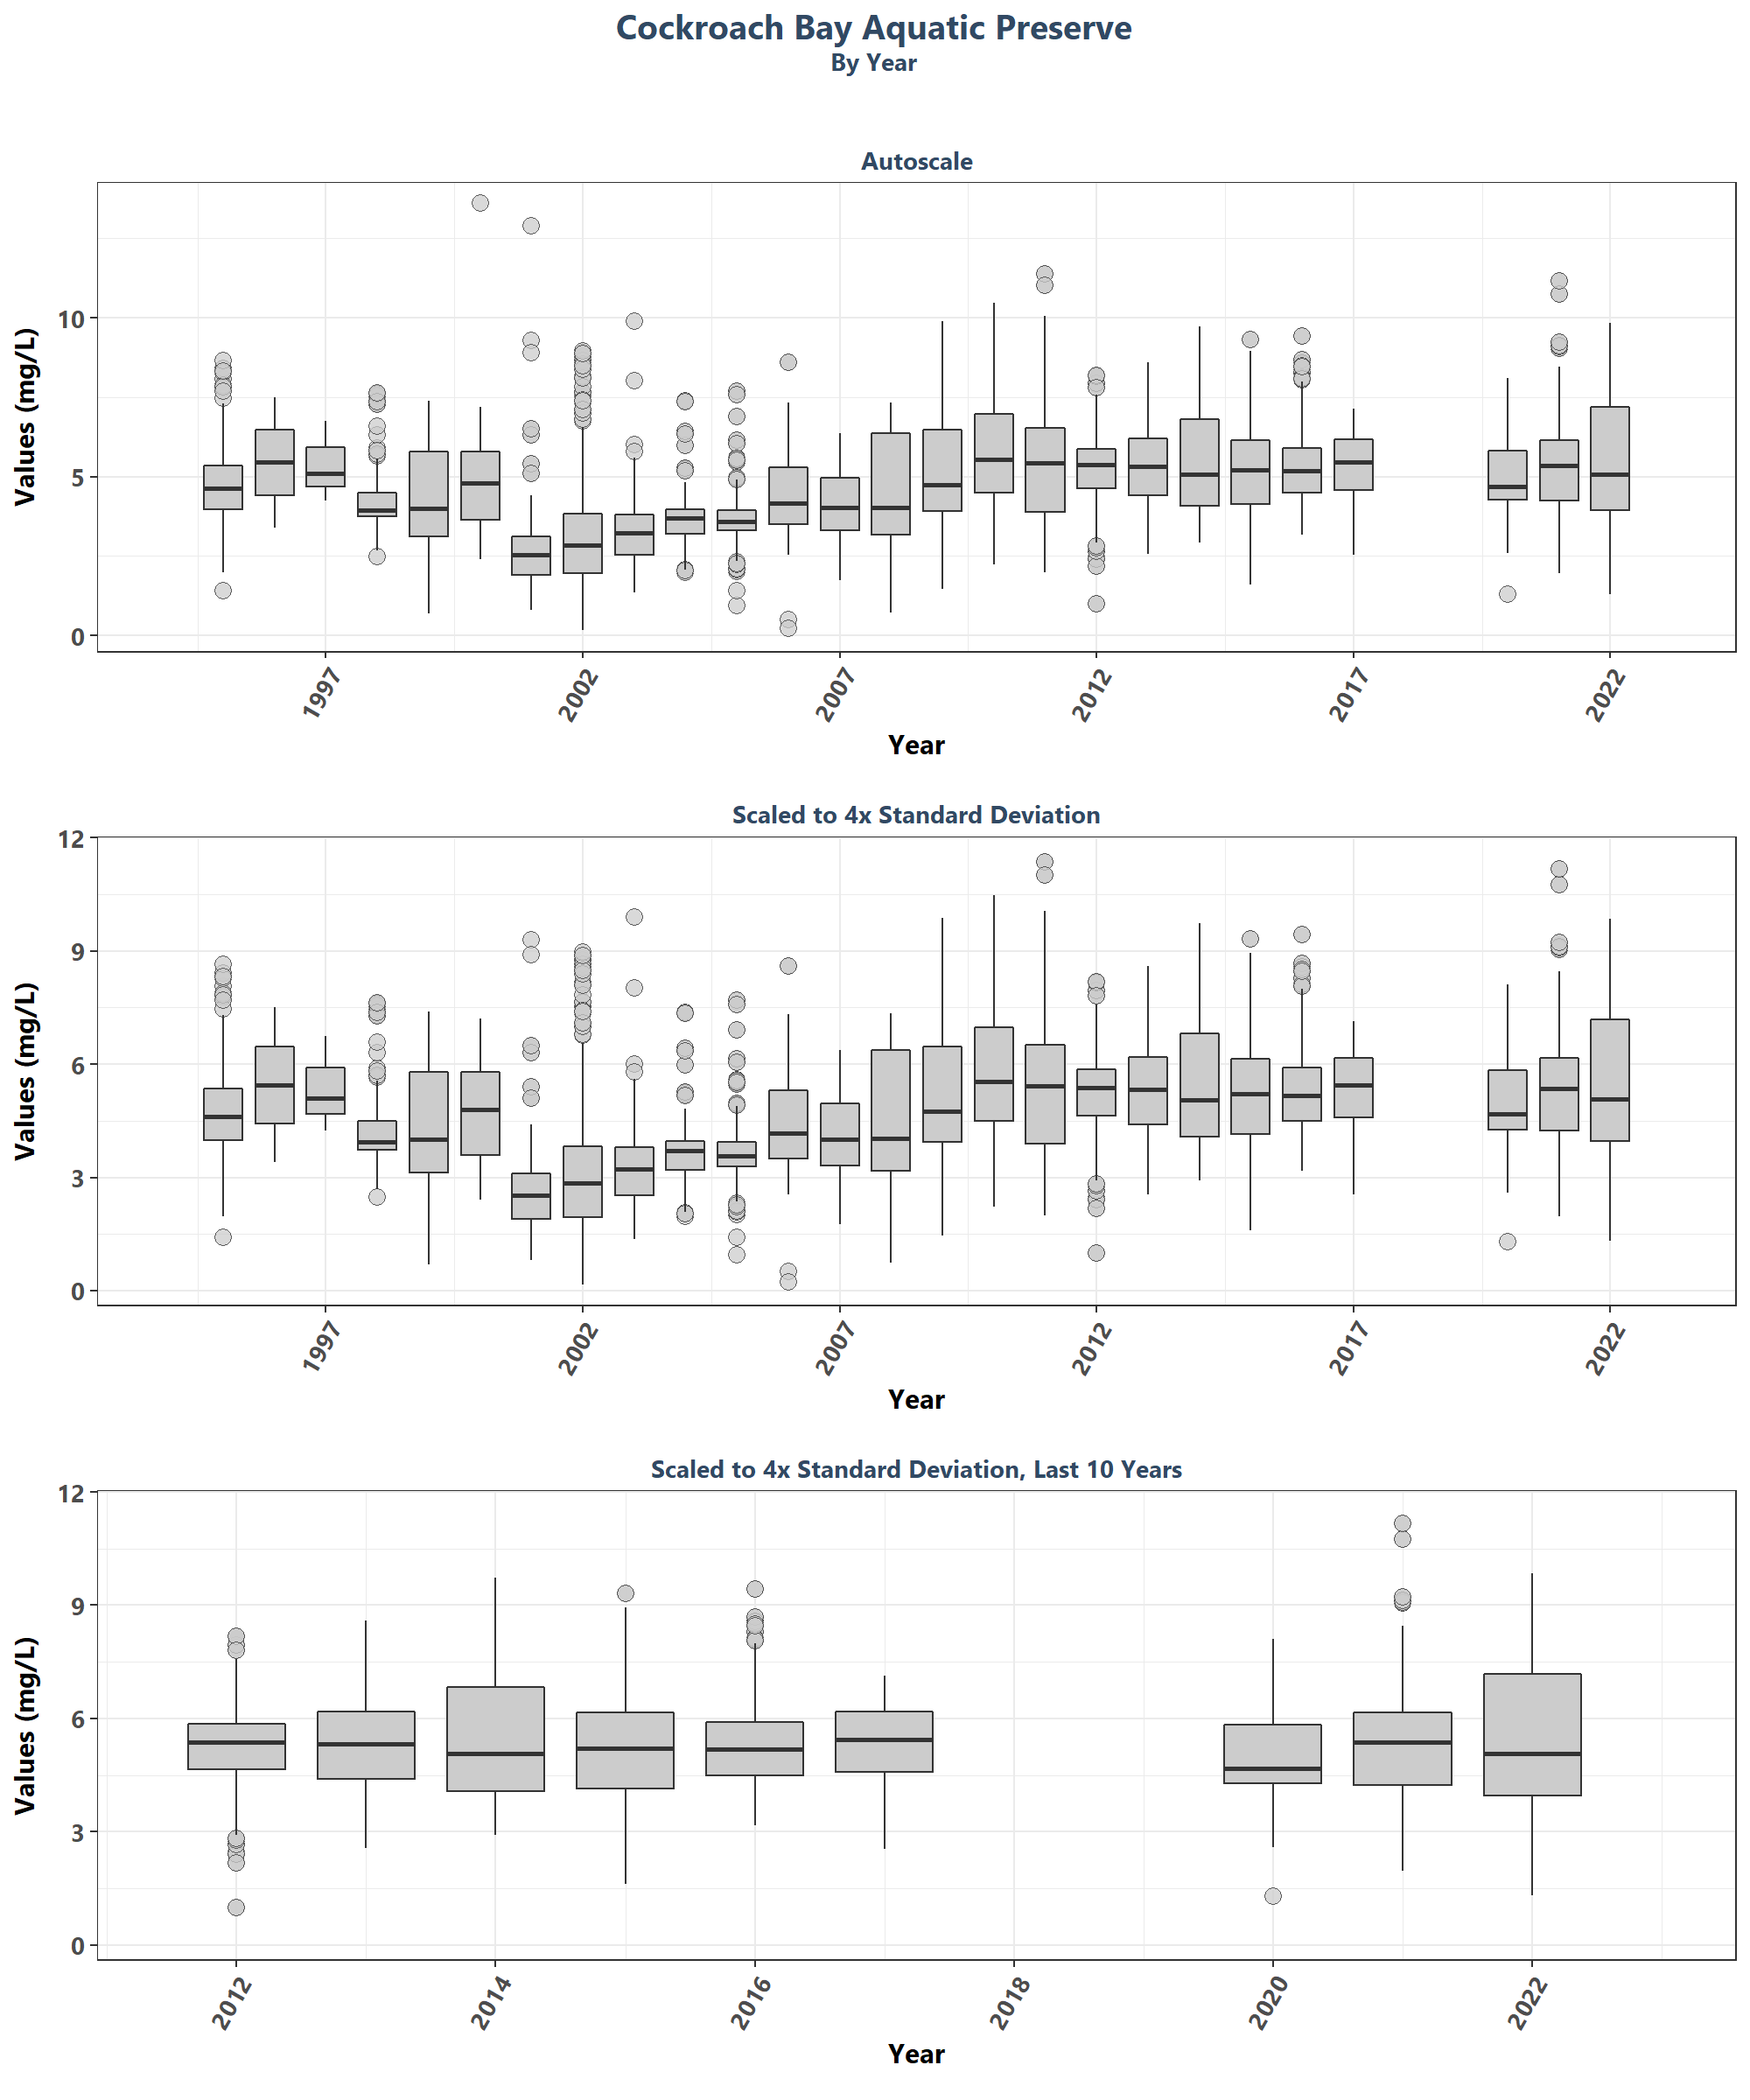 Cockroach Bay Aquatic Preserve
By Year
Autoscale
Values (mg/L)
10
5
0
1997
2002
2007
2012
2017
2022
Year
Scaled to 4x Standard Deviation
Values (mg/L)
12
9
6
3
0
1997
2002
2007
2012
2017
2022
Year
Scaled to 4x Standard Deviation, Last 10 Years
Values (mg/L)
12
9
6
3
0
2012
2014
2016
2018
2020
2022
Year